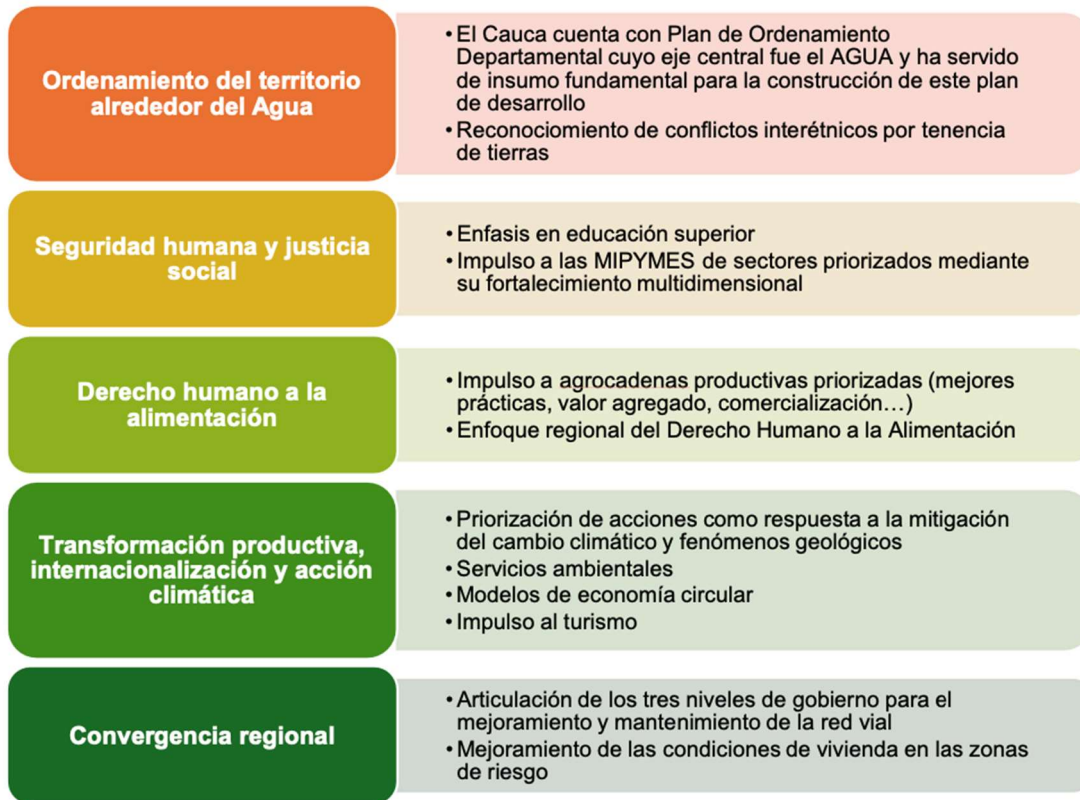 Ordenamiento del territorio
alrededor del Agua
• El Cauca cuenta con Plan de Ordenamiento
Departamental cuyo eje central fue el AGUA y ha servido
de insumo fundamental para la construcción de este plan
de desarrollo
• Reconociomiento de conflictos interétnicos por tenencia
de tierras
Seguridad humana y justicia
social
• Enfasis en educación superior
• Impulso a las MIPYMES de sectores priorizados mediante
su fortalecimiento multidimensional
Derecho humano a la
alimentación
• Impulso a agrocadenas productivas priorizadas (mejores
prácticas, valor agregado, comercialización…)
• Enfoque regional del Derecho Humano a la Alimentación
Transformación productiva,
internacionalización y acción
climática
• Priorización de acciones como respuesta a la mitigación
del cambio climático y fenómenos geológicos
• Servicios ambientales
• Modelos de economía circular
• Impulso al turismo
Convergencia regional
• Articulación de los tres niveles de gobierno para el
mejoramiento y mantenimiento de la red vial
• Mejoramiento de las condiciones de vivienda en las zonas
de riesgo